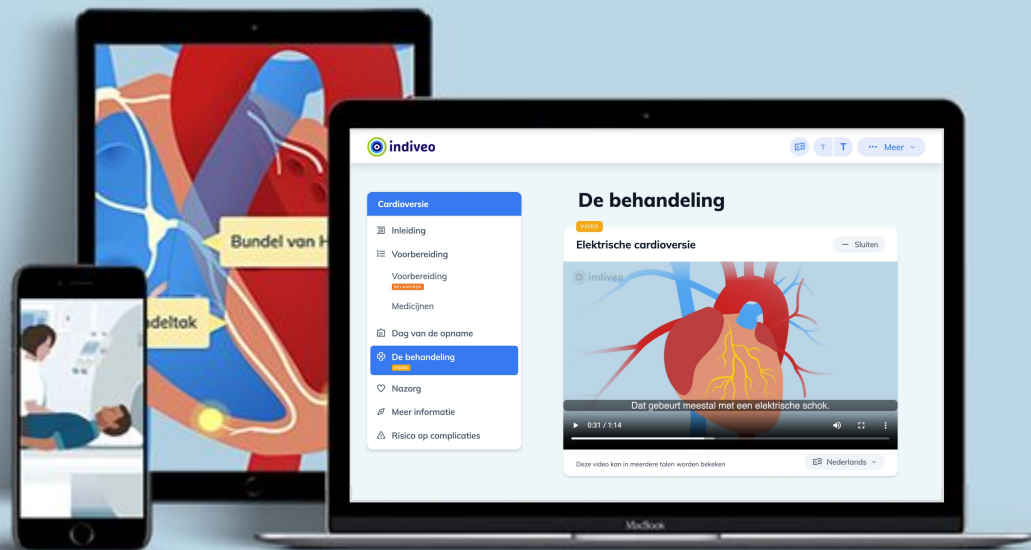 Bundel van H
deltak
indiveo
T T
Meer
Cardioversie
Inleiding
Voorbereiding
Voorbereiding
BELANGRIJK
Medicijnen
Dag van de opname
De behandeling
VIDEO
Nazorg
Meer informatie
Risico op complicaties
De behandeling
VIDEO
Elektrische cardioversie
Sluiten
indiveo
Dat gebeurt meestal met een elektrische schok.
0:31 / 1:14
Deze video kan in meerdere talen worden bekeken
Nederlands
MacBook